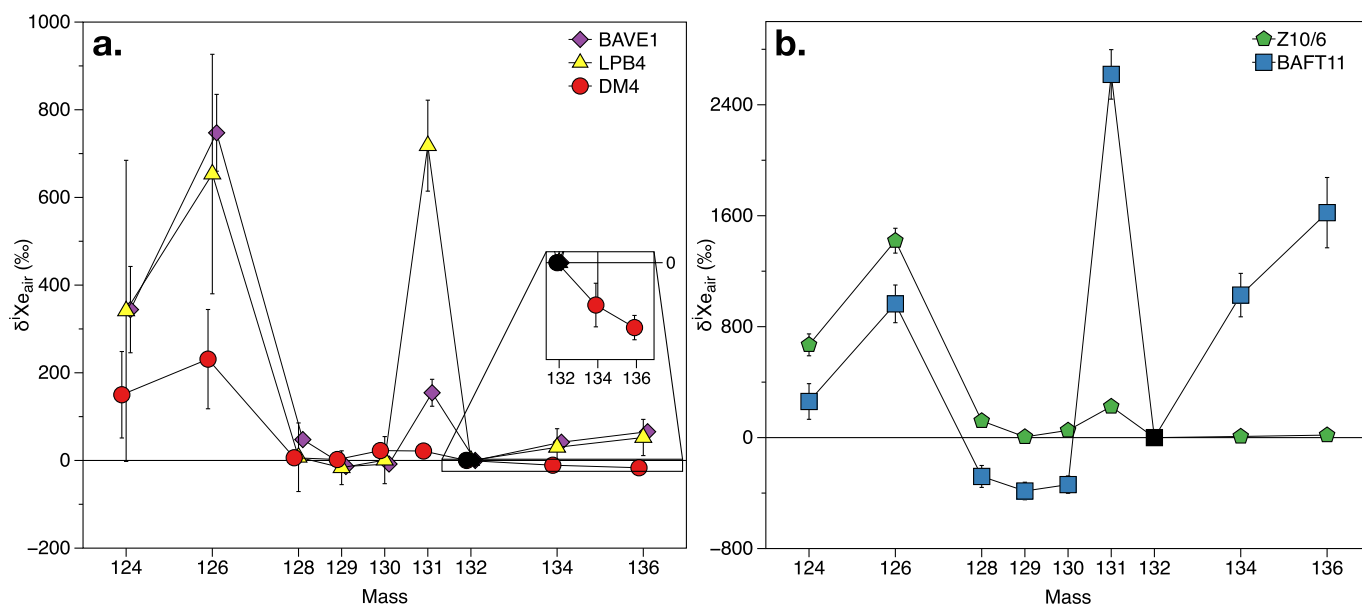 a.
BAVE1
LPB4
DM4
1000
800
600
400
200
0
−200
δⁱXeₐᵢᵣ (‰)
0
132 134 136
124 126 128 129 130 131 132 134 136
Mass
b.
Z10/6
BAFT11
2400
1600
800
0
−800
δⁱXeₐᵢᵣ (‰)
124 126 128 129 130 131 132 134 136
Mass